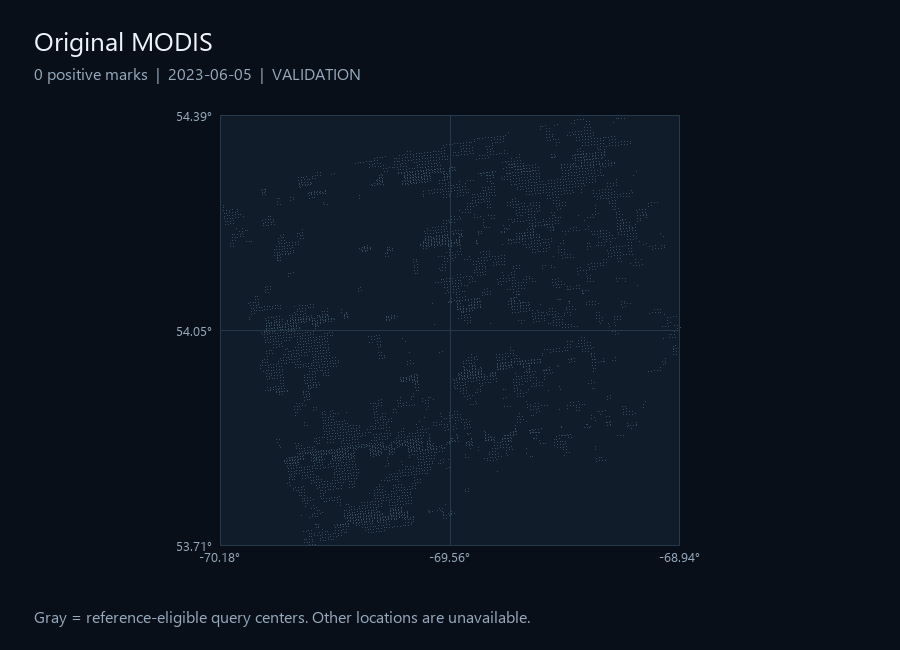 Original MODIS
0 positive marks | 2023-06-05 | VALIDATION
54.39°
54.05°
53.71°
-70.18°
-69.56°
-68.94°
Gray = reference-eligible query centers. Other locations are unavailable.